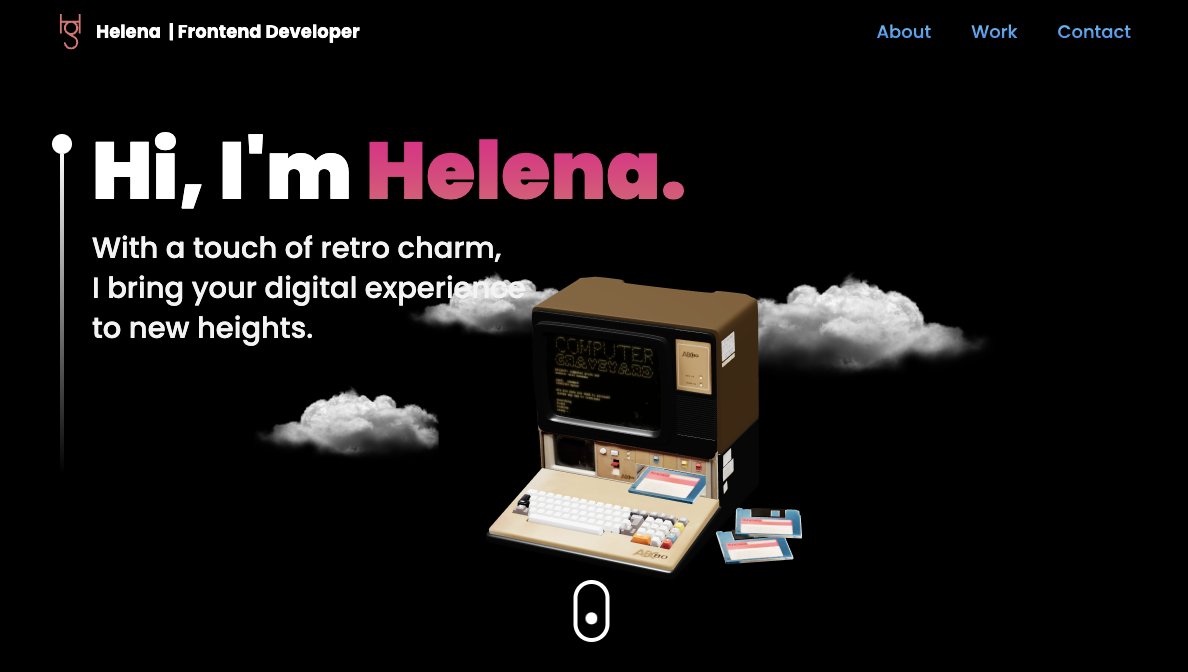 Helena | Frontend Developer
About
Work
Contact
Hi, I'm Helena.
With a touch of retro charm,
I bring your digital experience
to new heights.
COMPUTER
GRAVEYARD